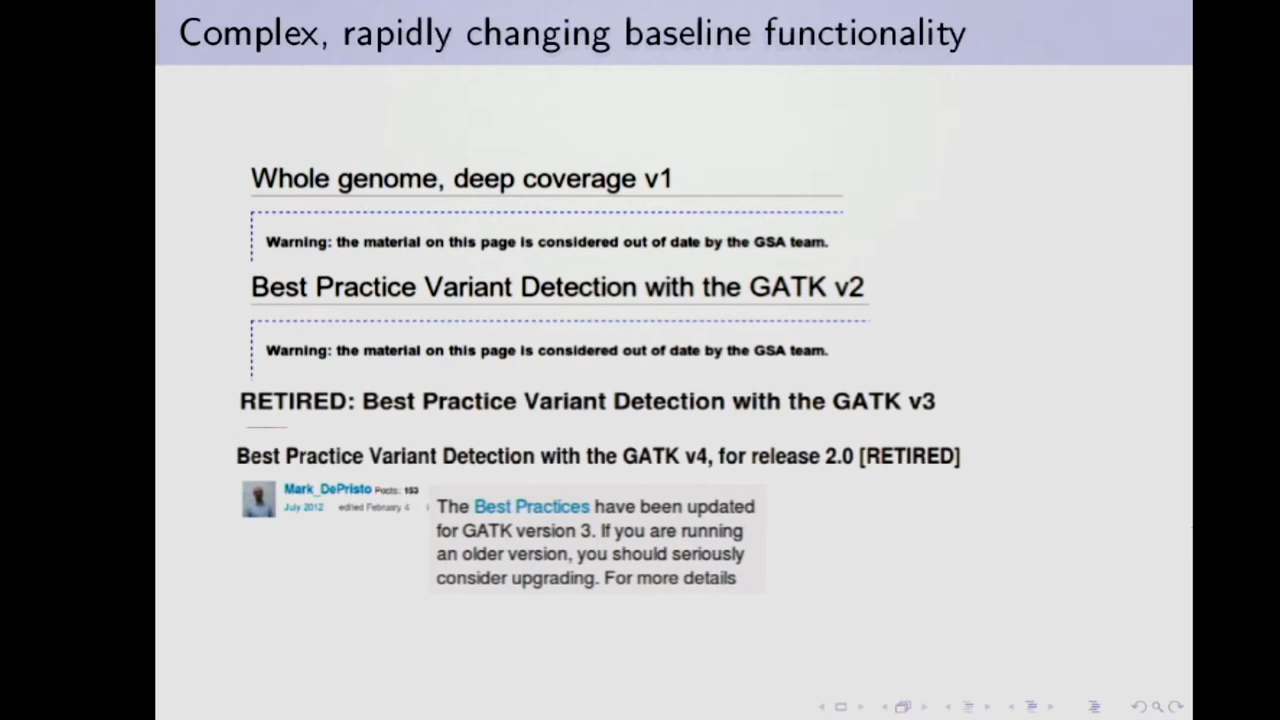 Complex, rapidly changing baseline functionality
Whole genome, deep coverage v1
Warning: the material on this page is considered out of date by the GSA team.
Best Practice Variant Detection with the GATK v2
Warning: the material on this page is considered out of date by the GSA team.
RETIRED: Best Practice Variant Detection with the GATK v3
Best Practice Variant Detection with the GATK v4, for release 2.0 [RETIRED]
Mark_DePristo Posts: 153
July 2012 edited February 4
The Best Practices have been updated
for GATK version 3. If you are running
an older version, you should seriously
consider upgrading. For more details